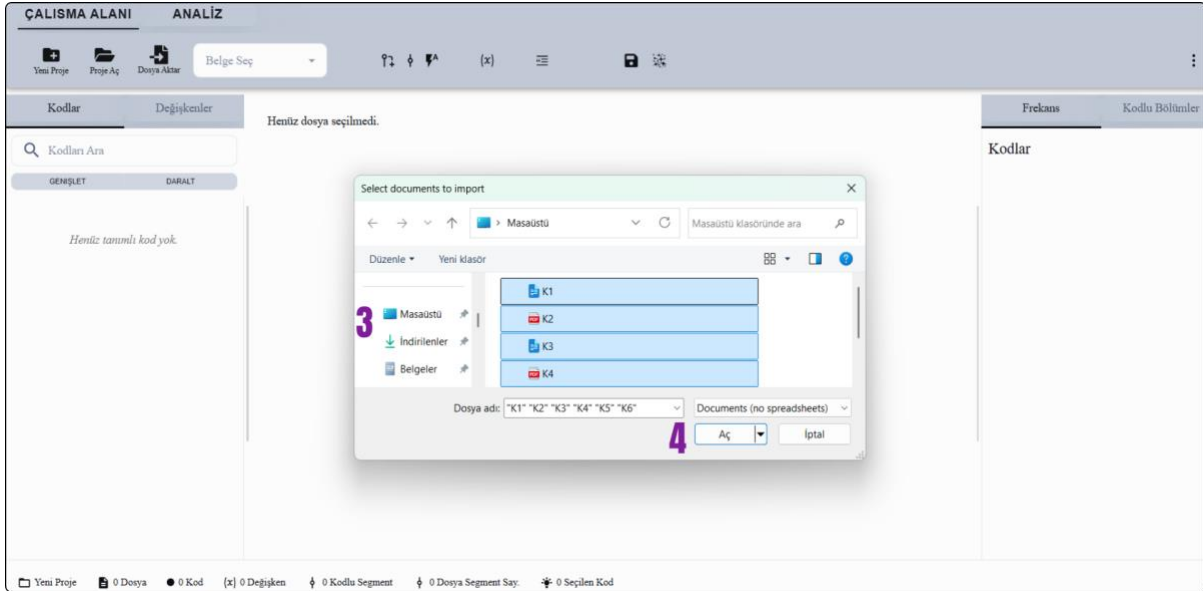 ÇALISMA ALANI ANALİZ
Yeni Proje Proje Aç Dosya Aktar Belge Seç (x)
Kodlar Değişkenler Henüz dosya seçilmedi. Frekans Kodlu Bölümler
Kodları Ara Kodlar
GENİŞLET DARALT
Henüz tanımlı kod yok.
Select documents to import
Masaüstü Masaüstü klasöründe ara
Düzenle Yeni klasör
K1
3 Masaüstü K2
İndirilenler K3
Belgeler K4
Dosya adı: "K1" "K2" "K3" "K4" "K5" "K6" Documents (no spreadsheets)
4 Aç İptal
Yeni Proje 0 Dosya 0 Kod (x) 0 Değişken 0 Kodlu Segment 0 Dosya Segment Say. 0 Seçilen Kod